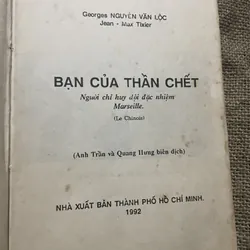 Georges NGUYỄN VĂN LỘC
Jean - Max Tixier
BẠN CỦA THẦN CHẾT
Người chỉ huy đội đặc nhiệm
Marseille.
(Le Chinois)
(Anh Trần và Quang Hưng biên dịch)
NHÀ XUẤT BẢN THÀNH PHỐ HỒ CHÍ MINH.
1992